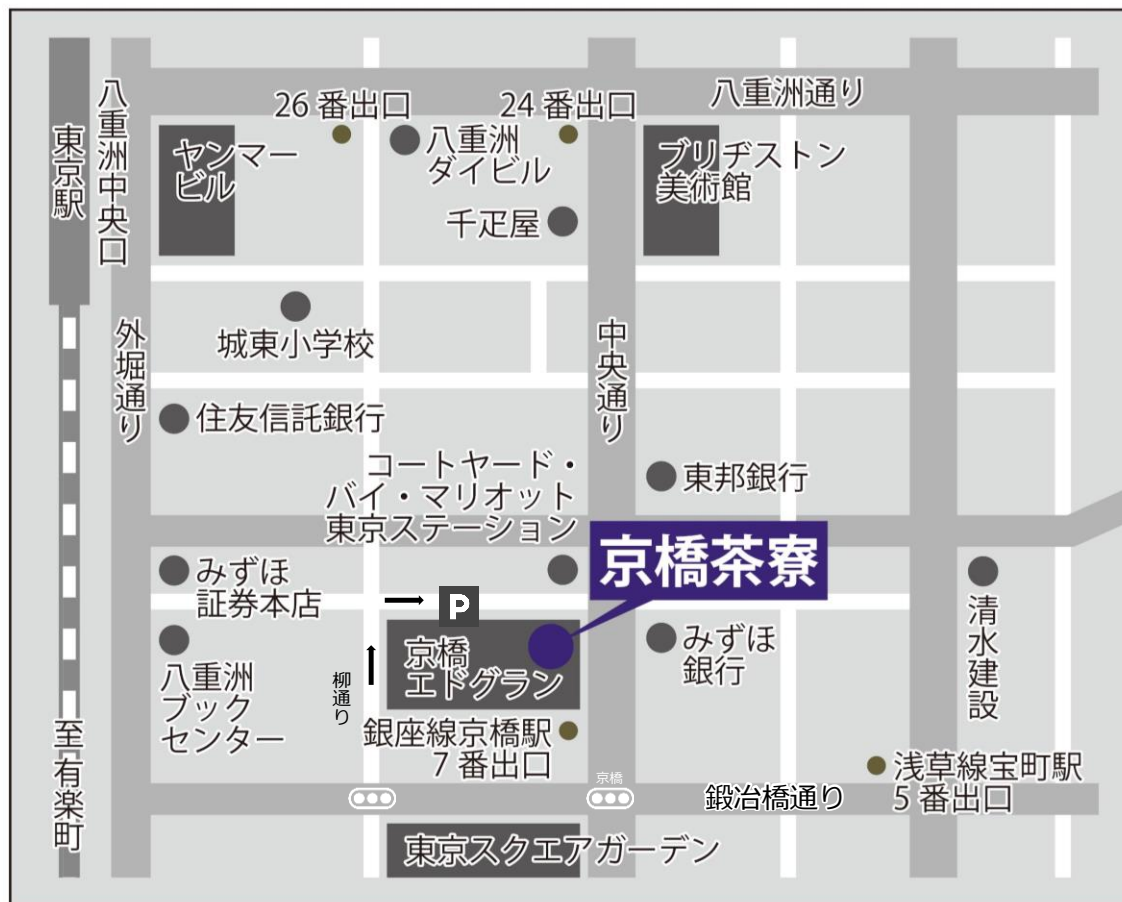 八重洲通り
26番出口
24番出口
八重洲中央口
東京駅
ヤンマー
ビル
八重洲
ダイビル
ブリヂストン
美術館
千疋屋
城東小学校
外堀通り
中央通り
住友信託銀行
コートヤード・
バイ・マリオット
東京ステーション
東邦銀行
京橋茶寮
みずほ
証券本店
P
清水建設
京橋
エドグラン
みずほ
銀行
柳通り
八重洲
ブック
センター
銀座線京橋駅
7番出口
至有楽町
浅草線宝町駅
5番出口
京橋
鍛冶橋通り
東京スクエアガーデン